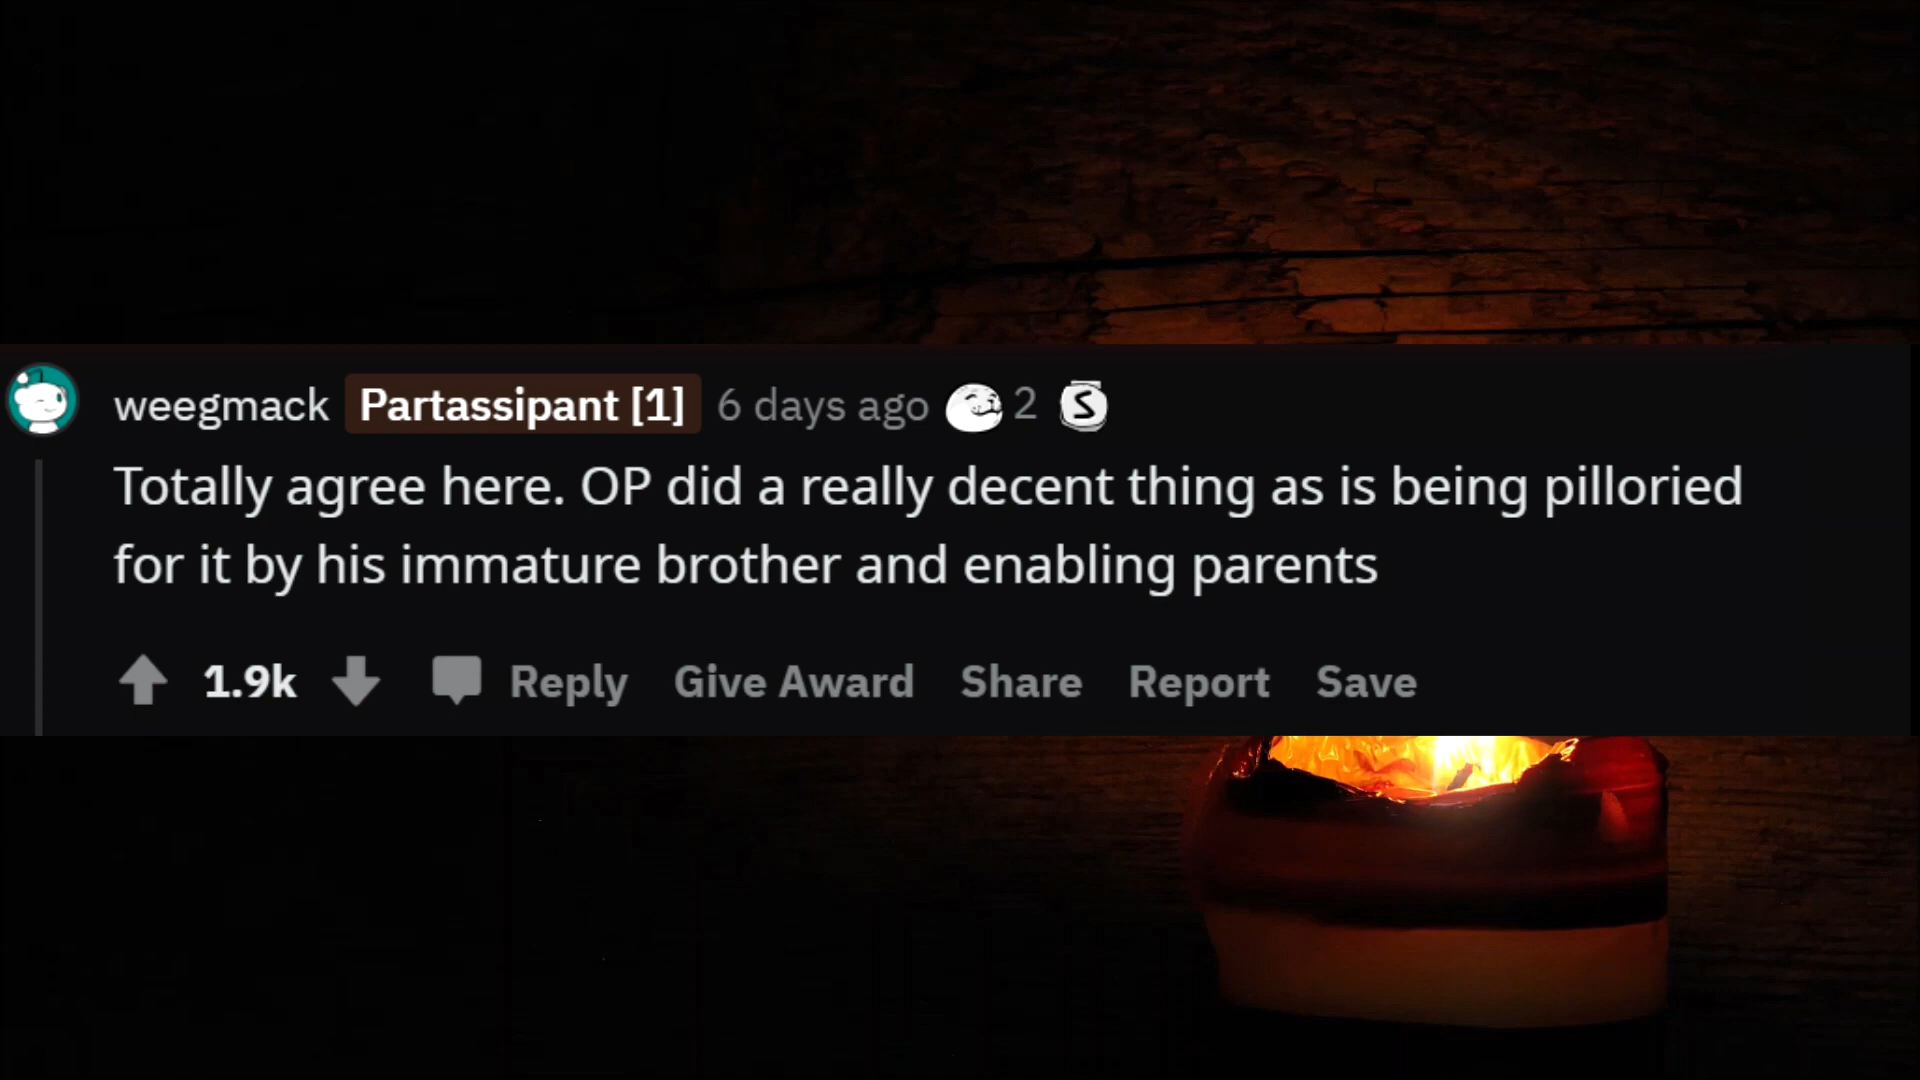 weegmack Partassipant [1] 6 days ago 2 S
Totally agree here. OP did a really decent thing as is being pilloried
for it by his immature brother and enabling parents
1.9k Reply Give Award Share Report Save